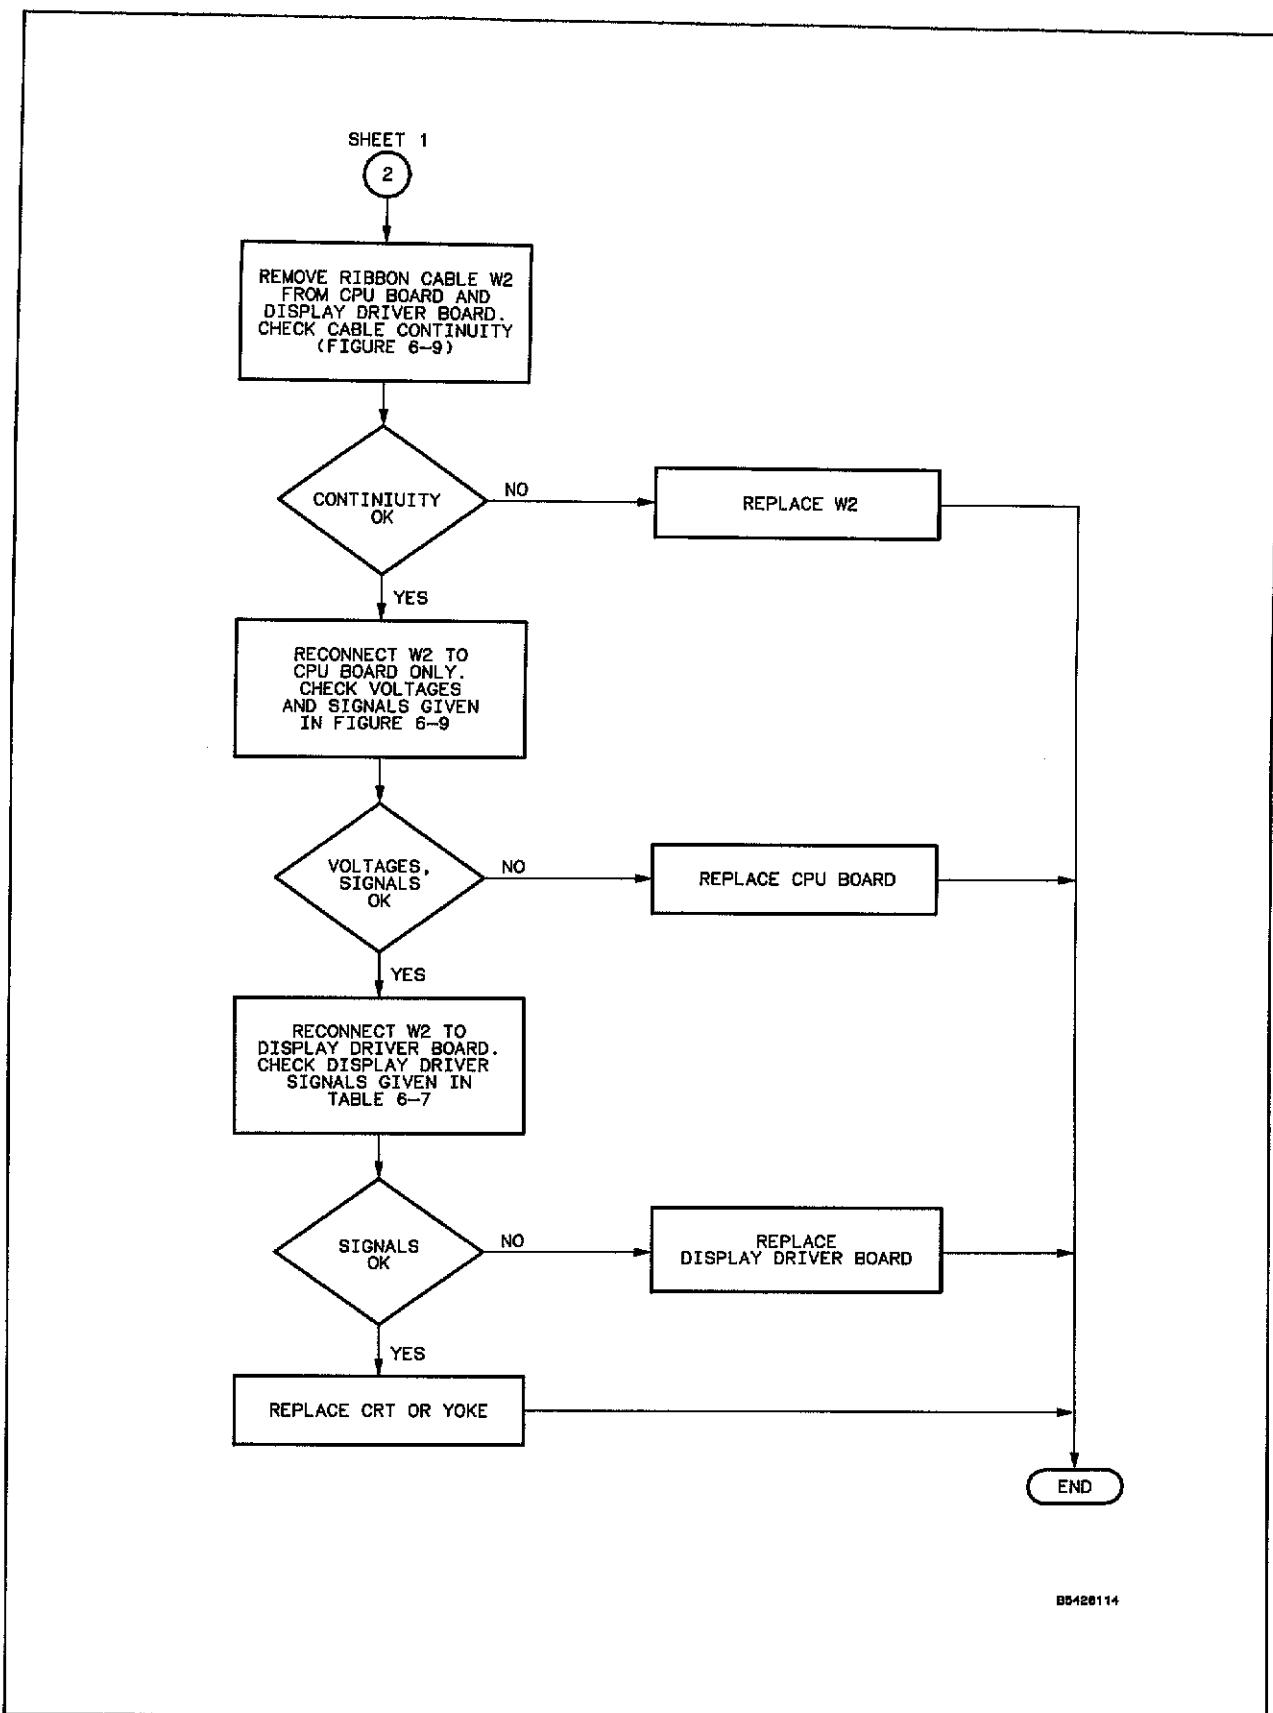 SHEET 1
2
REMOVE RIBBON CABLE W2
FROM CPU BOARD AND
DISPLAY DRIVER BOARD.
CHECK CABLE CONTINUITY
(FIGURE 6-9)
CONTINIUITY
OK
NO
REPLACE W2
YES
RECONNECT W2 TO
CPU BOARD ONLY.
CHECK VOLTAGES
AND SIGNALS GIVEN
IN FIGURE 6-9
VOLTAGES,
SIGNALS
OK
NO
REPLACE CPU BOARD
YES
RECONNECT W2 TO
DISPLAY DRIVER BOARD.
CHECK DISPLAY DRIVER
SIGNALS GIVEN IN
TABLE 6-7
SIGNALS
OK
NO
REPLACE
DISPLAY DRIVER BOARD
YES
REPLACE CRT OR YOKE
END
B5426114